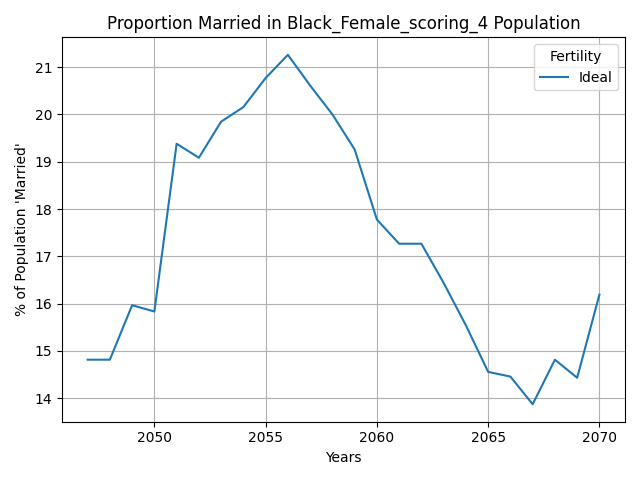 Proportion Married in Black_Female_scoring_4 Population
Fertility
Ideal
% of Population 'Married'
21
20
19
18
17
16
15
14
2050
2055
2060
2065
2070
Years